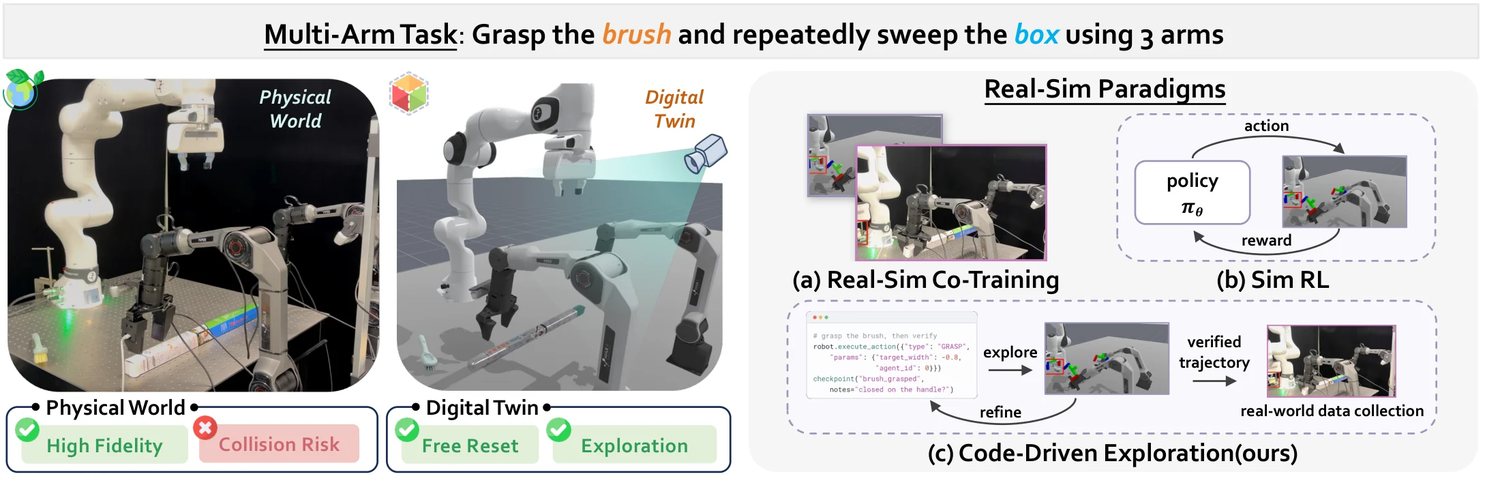 Multi-Arm Task: Grasp the brush and repeatedly sweep the box using 3 arms
Physical
World
Digital
Twin
Physical World
High Fidelity
Collision Risk
Digital Twin
Free Reset
Exploration
Real-Sim Paradigms
(a) Real-Sim Co-Training
action
policy
π_θ
reward
(b) Sim RL
# grasp the brush, then verify
robot.execute_action({"type": "GRASP",
"params": {"target_width": -0.8,
"agent_id": 0}})
checkpoint("brush_grasped",
notes="closed on the handle?")
explore
refine
verified
trajectory
real-world data collection
(c) Code-Driven Exploration(ours)